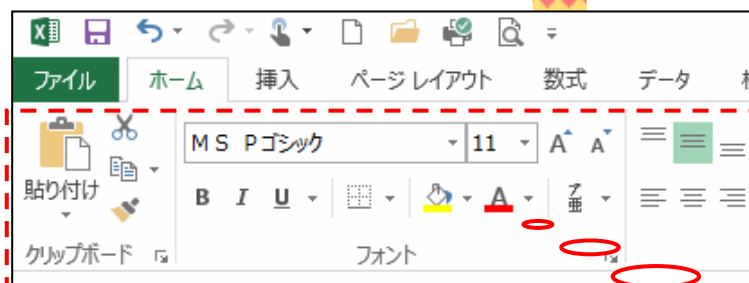 ファイル ホーム 挿入 ページ レイアウト 数式 データ
MS Pゴシック 11 A A
貼り付け B I U A ア亜
クリップボード フォント